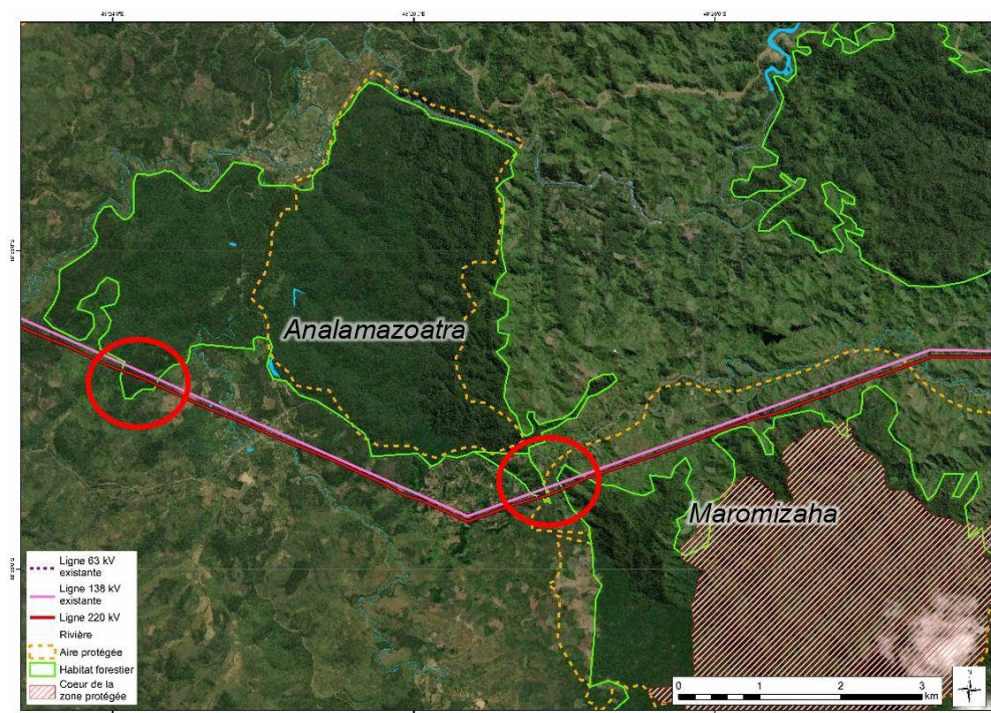 Analamazoatra
Maromizaha
Ligne 63 kV
existante
Ligne 138 kV
existante
Ligne 220 kV
Rivière
Aire protégée
Habitat forestier
Coeur de la
zone protégée
0 1 2 3
km